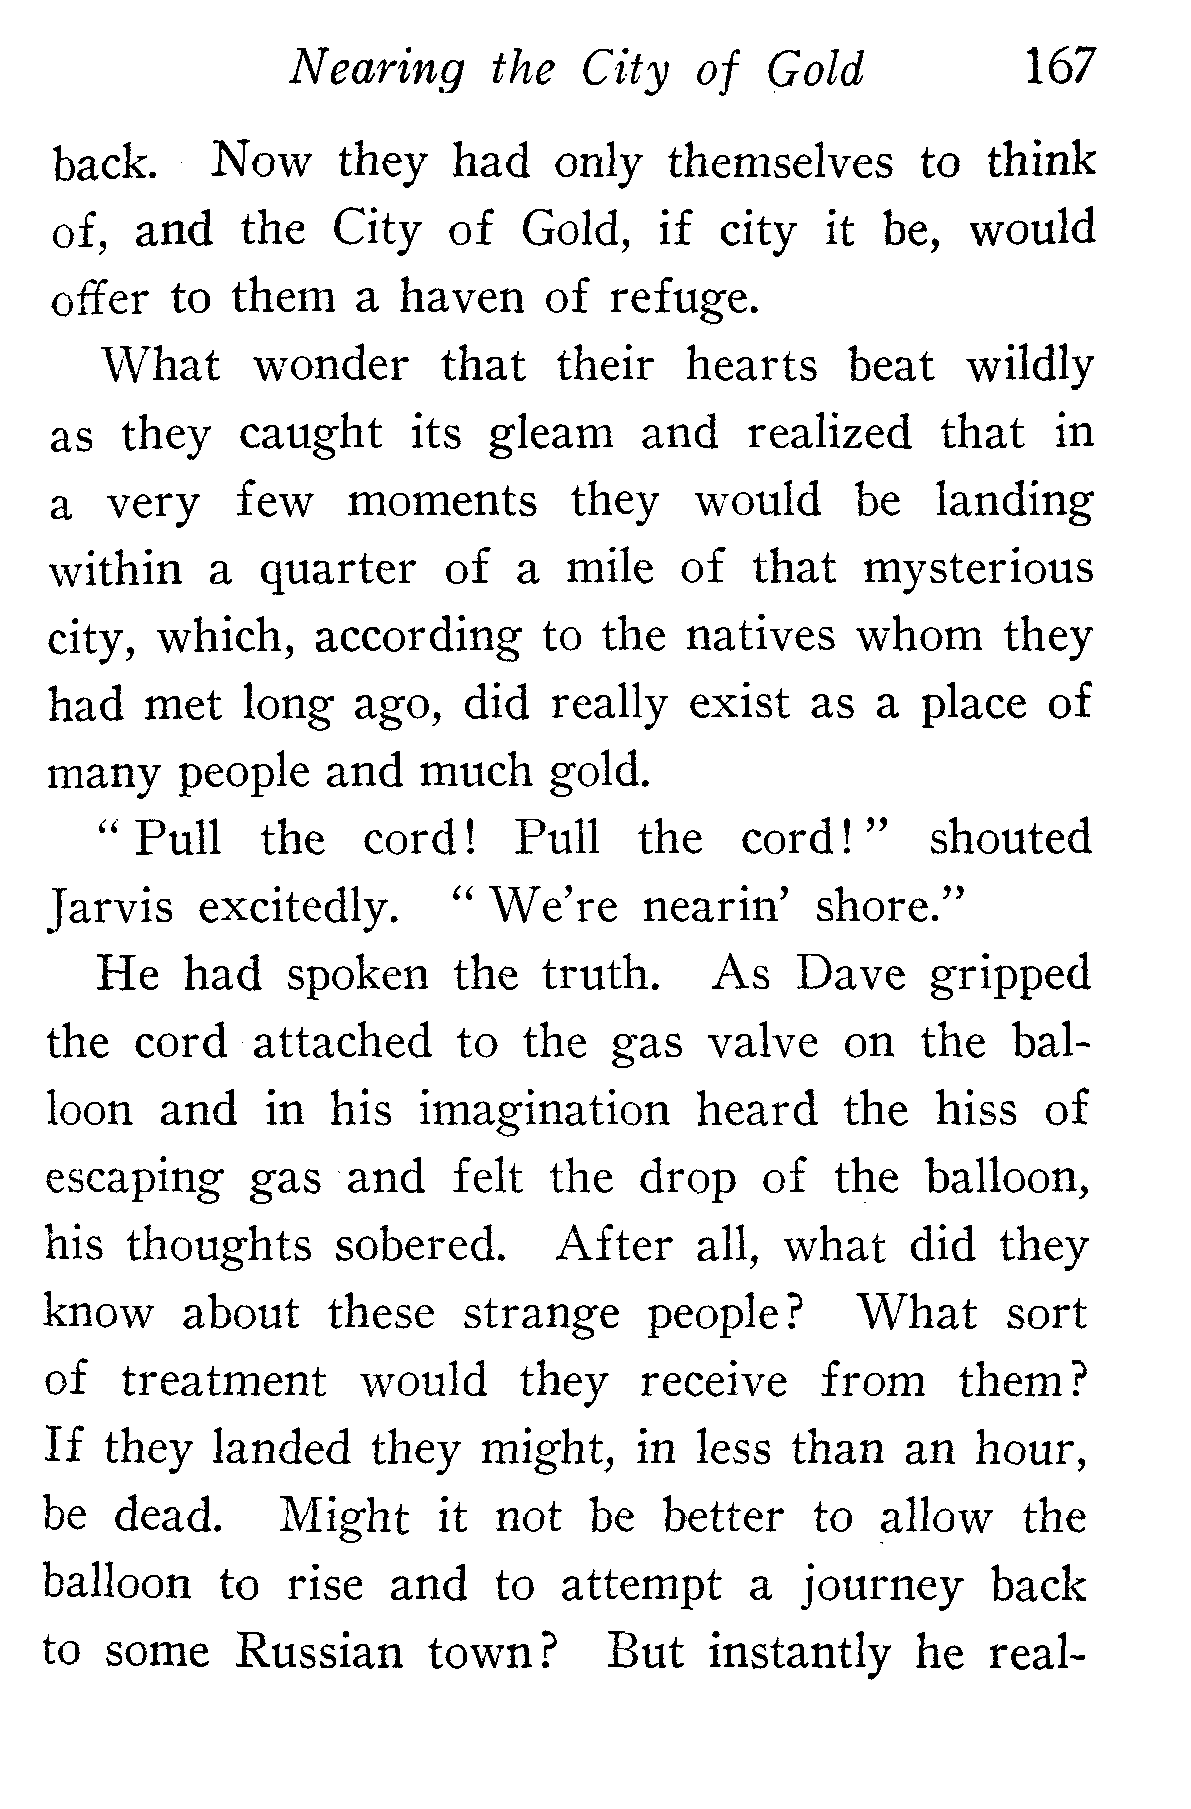 Nearing the City of Gold 167
back. Now they had only themselves to think
of, and the City of Gold, if city it be, would
offer to them a haven of refuge.
What wonder that their hearts beat wildly
as they caught its gleam and realized that in
a very few moments they would be landing
within a quarter of a mile of that mysterious
city, which, according to the natives whom they
had met long ago, did really exist as a place of
many people and much gold.
“ Pull the cord! Pull the cord! ” shouted
Jarvis excitedly. “ We’re nearin’ shore.”
He had spoken the truth. As Dave gripped
the cord attached to the gas valve on the bal-
loon and in his imagination heard the hiss of
escaping gas and felt the drop of the balloon,
his thoughts sobered. After all, what did they
know about these strange people? What sort
of treatment would they receive from them?
If they landed they might, in less than an hour,
be dead. Might it not be better to allow the
balloon to rise and to attempt a journey back
to some Russian town? But instantly he real-